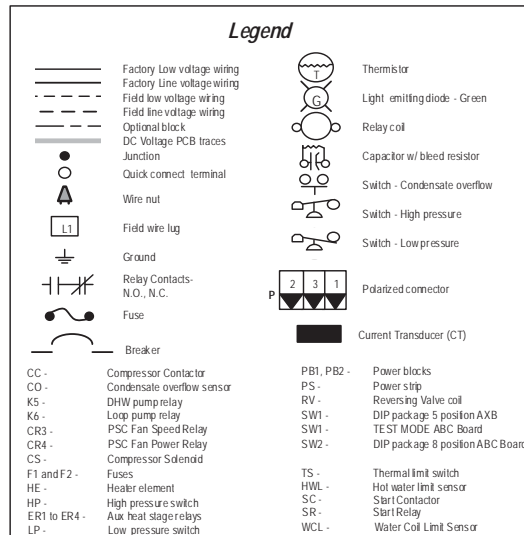 Legend
Factory Low voltage wiring
Factory Line voltage wiring
Field low voltage wiring
Field line voltage wiring
Optional block
DC Voltage PCB traces
Junction
Quick connect terminal
Wire nut
L1 Field wire lug
Ground
Relay Contacts-
N.O., N.C.
Fuse
Breaker
T Thermistor
G Light emitting diode - Green
Relay coil
Capacitor w/ bleed resistor
Switch - Condensate overflow
Switch - High pressure
Switch - Low pressure
P 2 3 1 Polarized connector
Current Transducer (CT)
CC - Compressor Contactor
CO - Condensate overflow sensor
K5 - DHW pump relay
K6 - Loop pump relay
CR3 - PSC Fan Speed Relay
CR4 - PSC Fan Power Relay
CS - Compressor Solenoid
F1 and F2 - Fuses
HE - Heater element
HP - High pressure switch
ER1 to ER4 - Aux heat stage relays
LP - Low pressure switch
PB1, PB2 - Power blocks
PS - Power strip
RV - Reversing Valve coil
SW1 - DIP package 5 position AXB
SW1 - TEST MODE ABC Board
SW2 - DIP package 8 position ABC Board
TS - Thermal limit switch
HWL - Hot water limit sensor
SC - Start Contactor
SR - Start Relay
WCL - Water Coil Limit Sensor